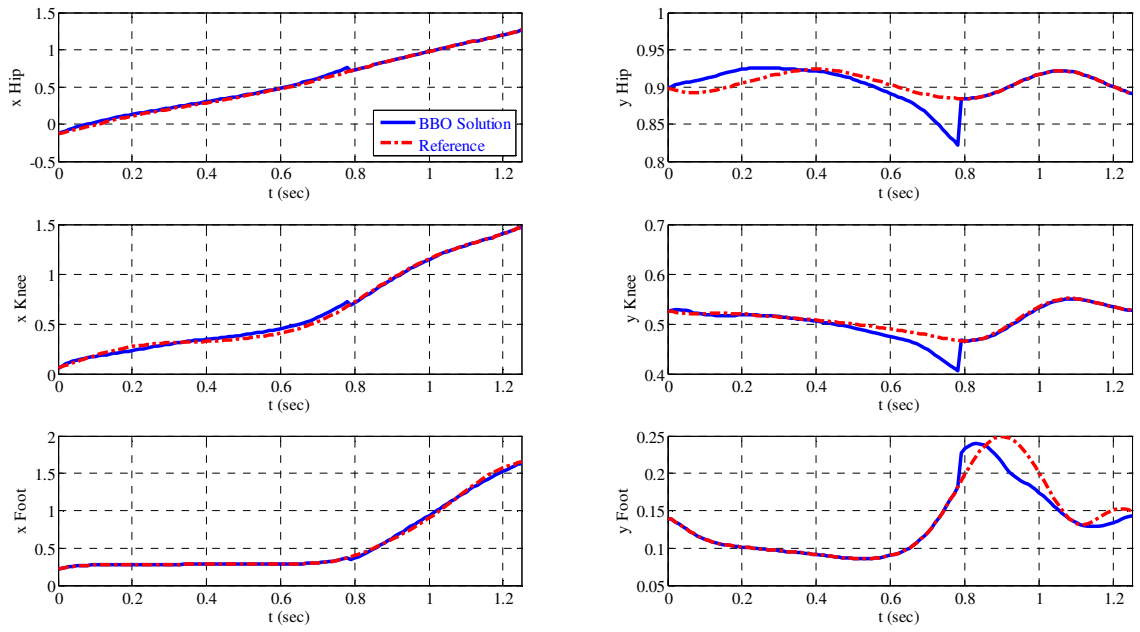 x Hip
1.5
1
0.5
0
-0.5
0 0.2 0.4 0.6 0.8 1 1.2
t (sec)
BBO Solution
Reference
y Hip
1
0.95
0.9
0.85
0.8
0 0.2 0.4 0.6 0.8 1 1.2
t (sec)
x Knee
1.5
1
0.5
0
0 0.2 0.4 0.6 0.8 1 1.2
t (sec)
y Knee
0.7
0.6
0.5
0.4
0 0.2 0.4 0.6 0.8 1 1.2
t (sec)
x Foot
2
1.5
1
0.5
0
0 0.2 0.4 0.6 0.8 1 1.2
t (sec)
y Foot
0.25
0.2
0.15
0.1
0.05
0 0.2 0.4 0.6 0.8 1 1.2
t (sec)